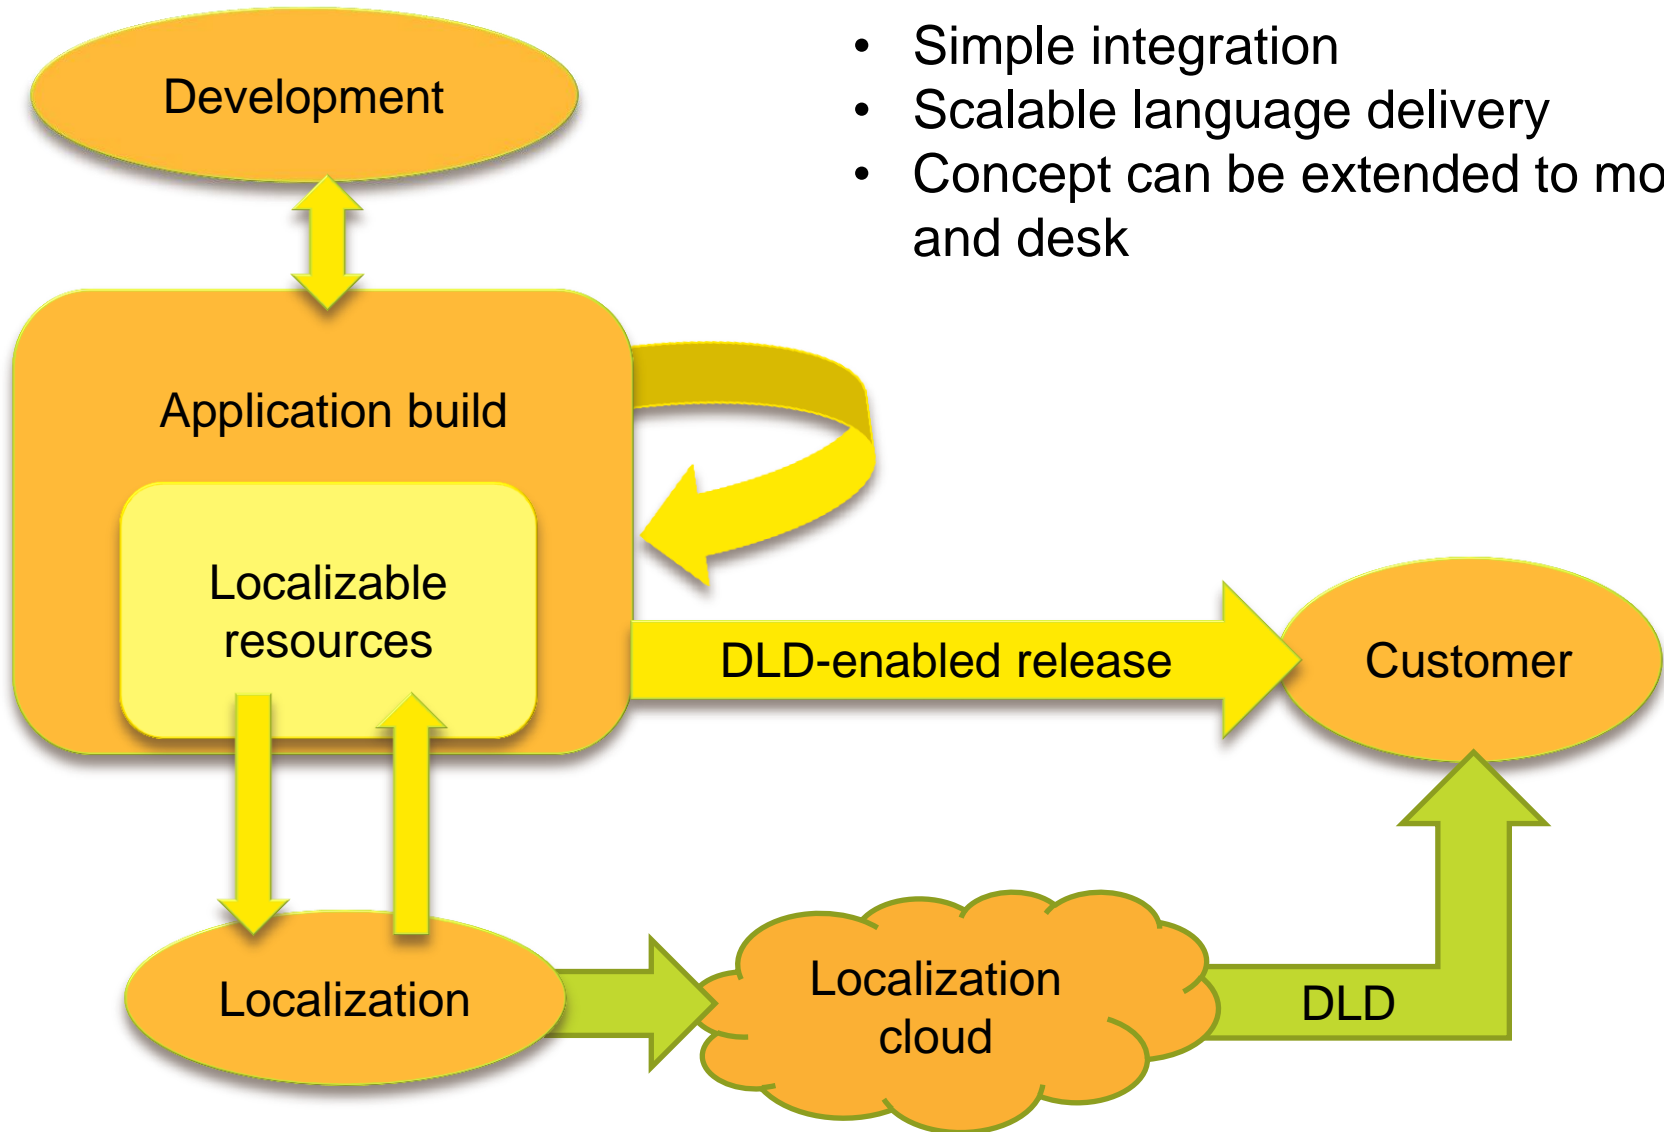 • Simple integration
• Scalable language delivery
• Concept can be extended to
and desk
Development
Application build
Localizable
resources
DLD-enabled release
Customer
Localization
Localization
cloud
DLD